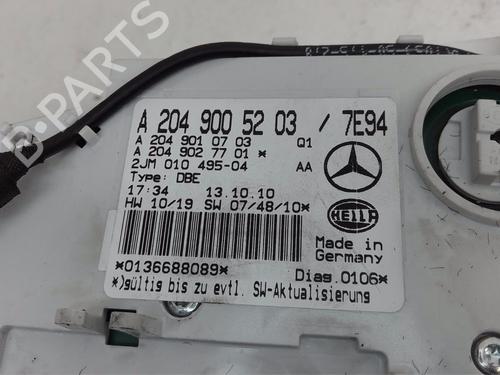 A 204 900 52 03 / 7E94
A 204 901 07 03 Q1
A 204 902 77 01 *
2JM 010 495-04 AA
Type: DBE
17:34 13.10.10
HW 10/19 SW 07/48/10*
HELLA
Made in
Germany
*0136688089* Diag.0106*
*)gültig bis zu evtl. SW-Aktualisierung
B-PARTS